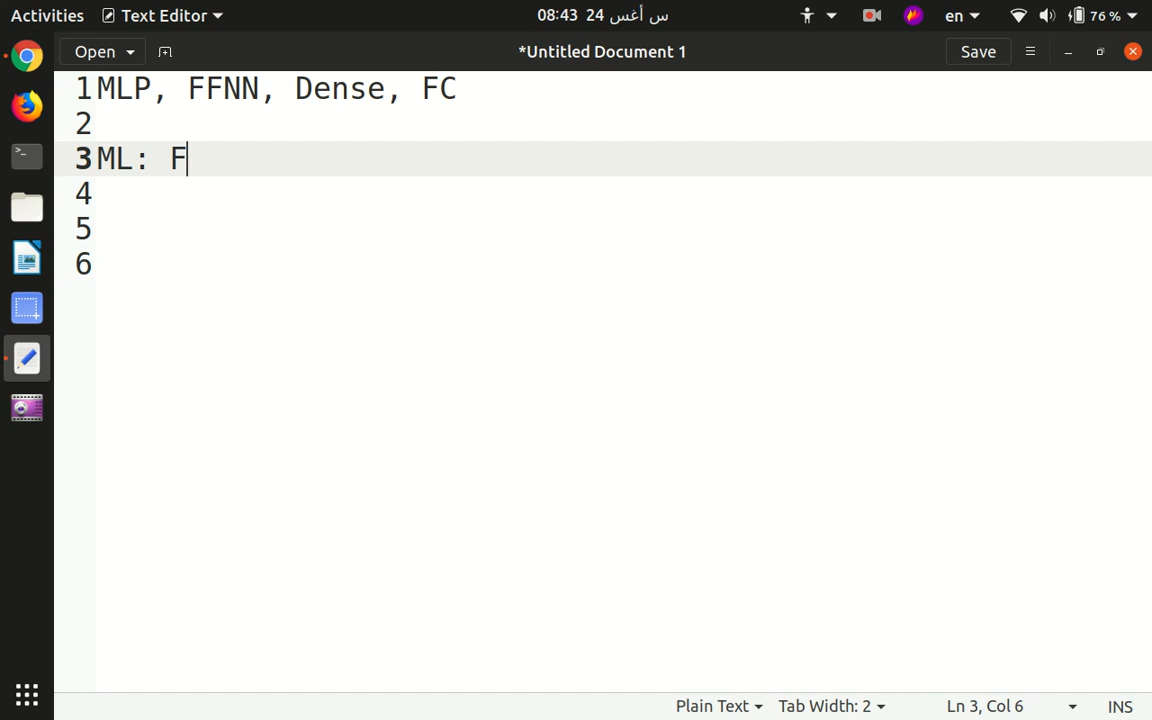 Activities Text Editor 08:43 24 س أغس en 76 %
Open *Untitled Document 1 Save
1 MLP, FFNN, Dense, FC
2
3 ML: F
4
5
6
Plain Text Tab Width: 2 Ln 3, Col 6 INS